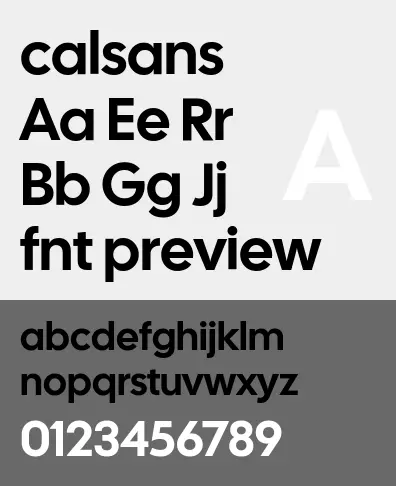 calsans
Aa Ee Rr
A
Bb Gg Jj
fnt preview
abcdefghijklm
nopqrstuvwxyz
0123456789